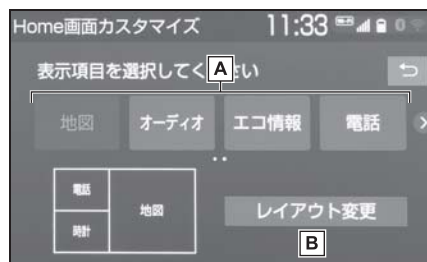 Home画面カスタマイズ 11:33
表示項目を選択してく A さい
地図 オーディオ エコ情報 電話
電話 地図
時計
レイアウト変更
B